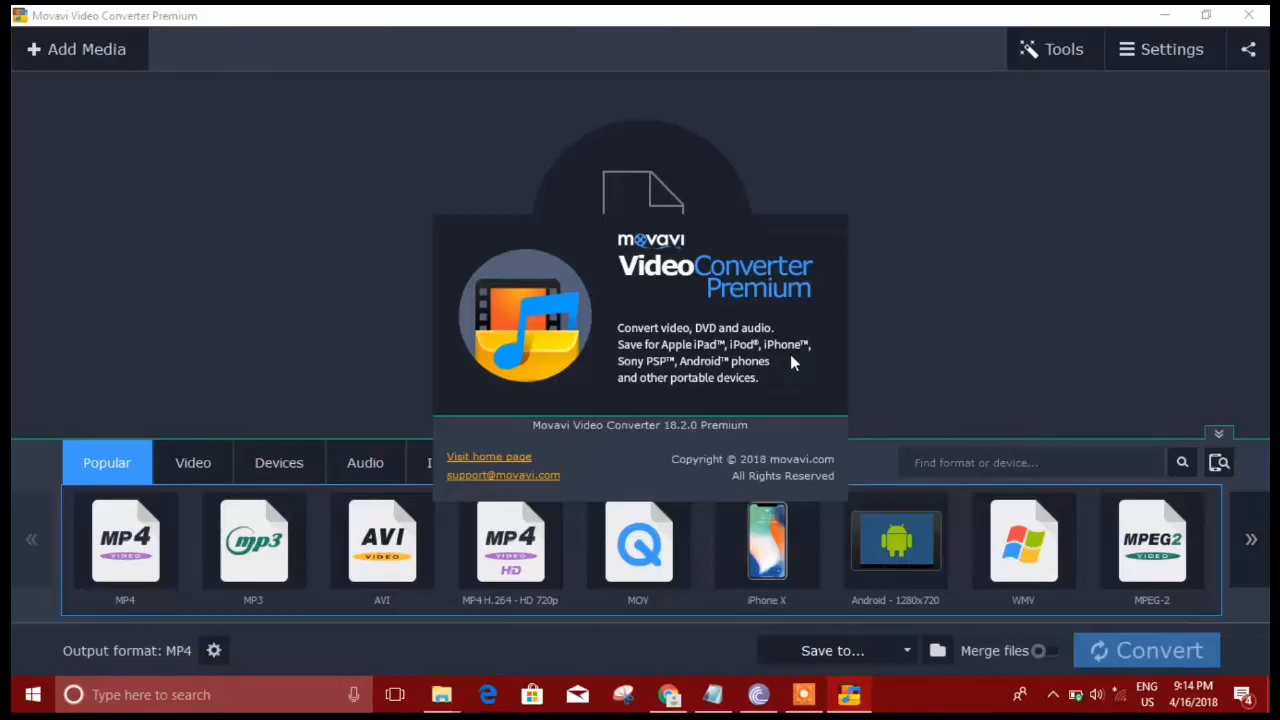 Movavi Video Converter Premium
Add Media
Tools
Settings
movavi
VideoConverter
Premium
Convert video, DVD and audio.
Save for Apple iPad™, iPod®, iPhone™,
Sony PSP™, Android™ phones
and other portable devices.
Movavi Video Converter 18.2.0 Premium
Visit home page
Copyright © 2018 movavi.com
support@movavi.com
All Rights Reserved
Popular
Video
Devices
Audio
I
Find format or device...
MP4 VIDEO
mp3
AVI VIDEO
MP4 VIDEO HD
MPEG2 VIDEO
MP4
MP3
AVI
MP4 H.264 - HD 720p
MOV
iPhone X
Android - 1280x720
WMV
MPEG-2
Output format: MP4
Save to...
Merge files
Convert
Type here to search
ENG
US
9:14 PM
4/16/2018
4